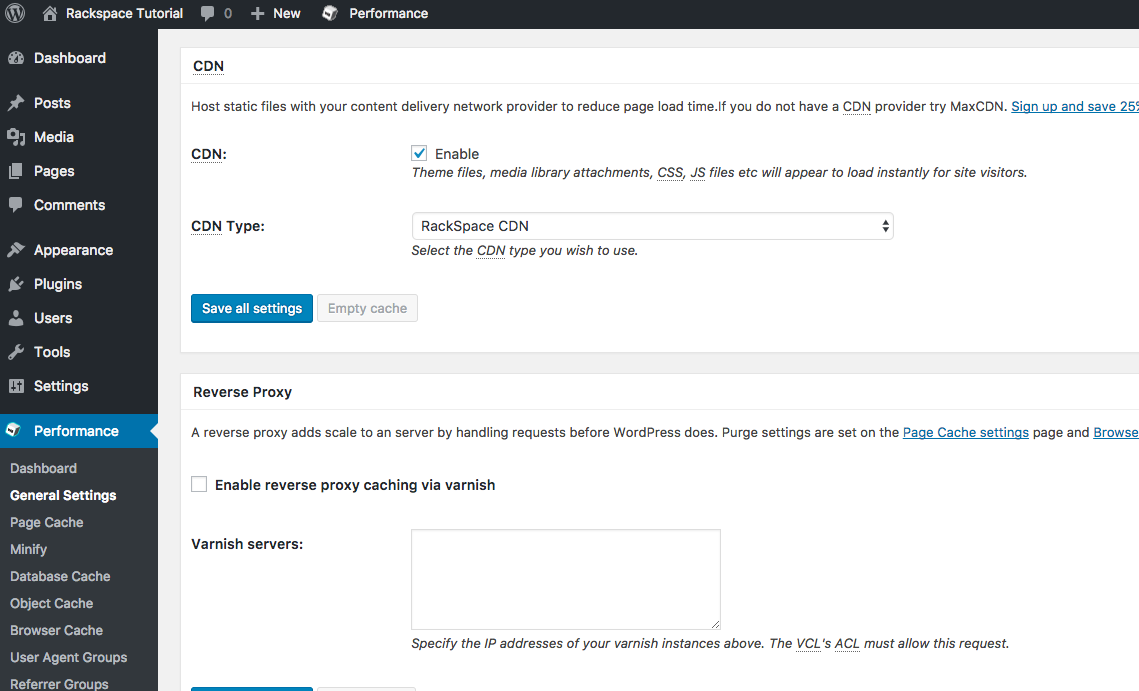 Rackspace Tutorial 0 New Performance
Dashboard
Posts
Media
Pages
Comments
Appearance
Plugins
Users
Tools
Settings
Performance
Dashboard
General Settings
Page Cache
Minify
Database Cache
Object Cache
Browser Cache
User Agent Groups
Referrer Groups
CDN
Host static files with your content delivery network provider to reduce page load time.If you do not have a CDN provider try MaxCDN. Sign up and save 25%
CDN: Enable
Theme files, media library attachments, CSS, JS files etc will appear to load instantly for site visitors.
CDN Type: RackSpace CDN
Select the CDN type you wish to use.
Save all settings Empty cache
Reverse Proxy
A reverse proxy adds scale to an server by handling requests before WordPress does. Purge settings are set on the Page Cache settings page and Browse
Enable reverse proxy caching via varnish
Varnish servers:
Specify the IP addresses of your varnish instances above. The VCL's ACL must allow this request.